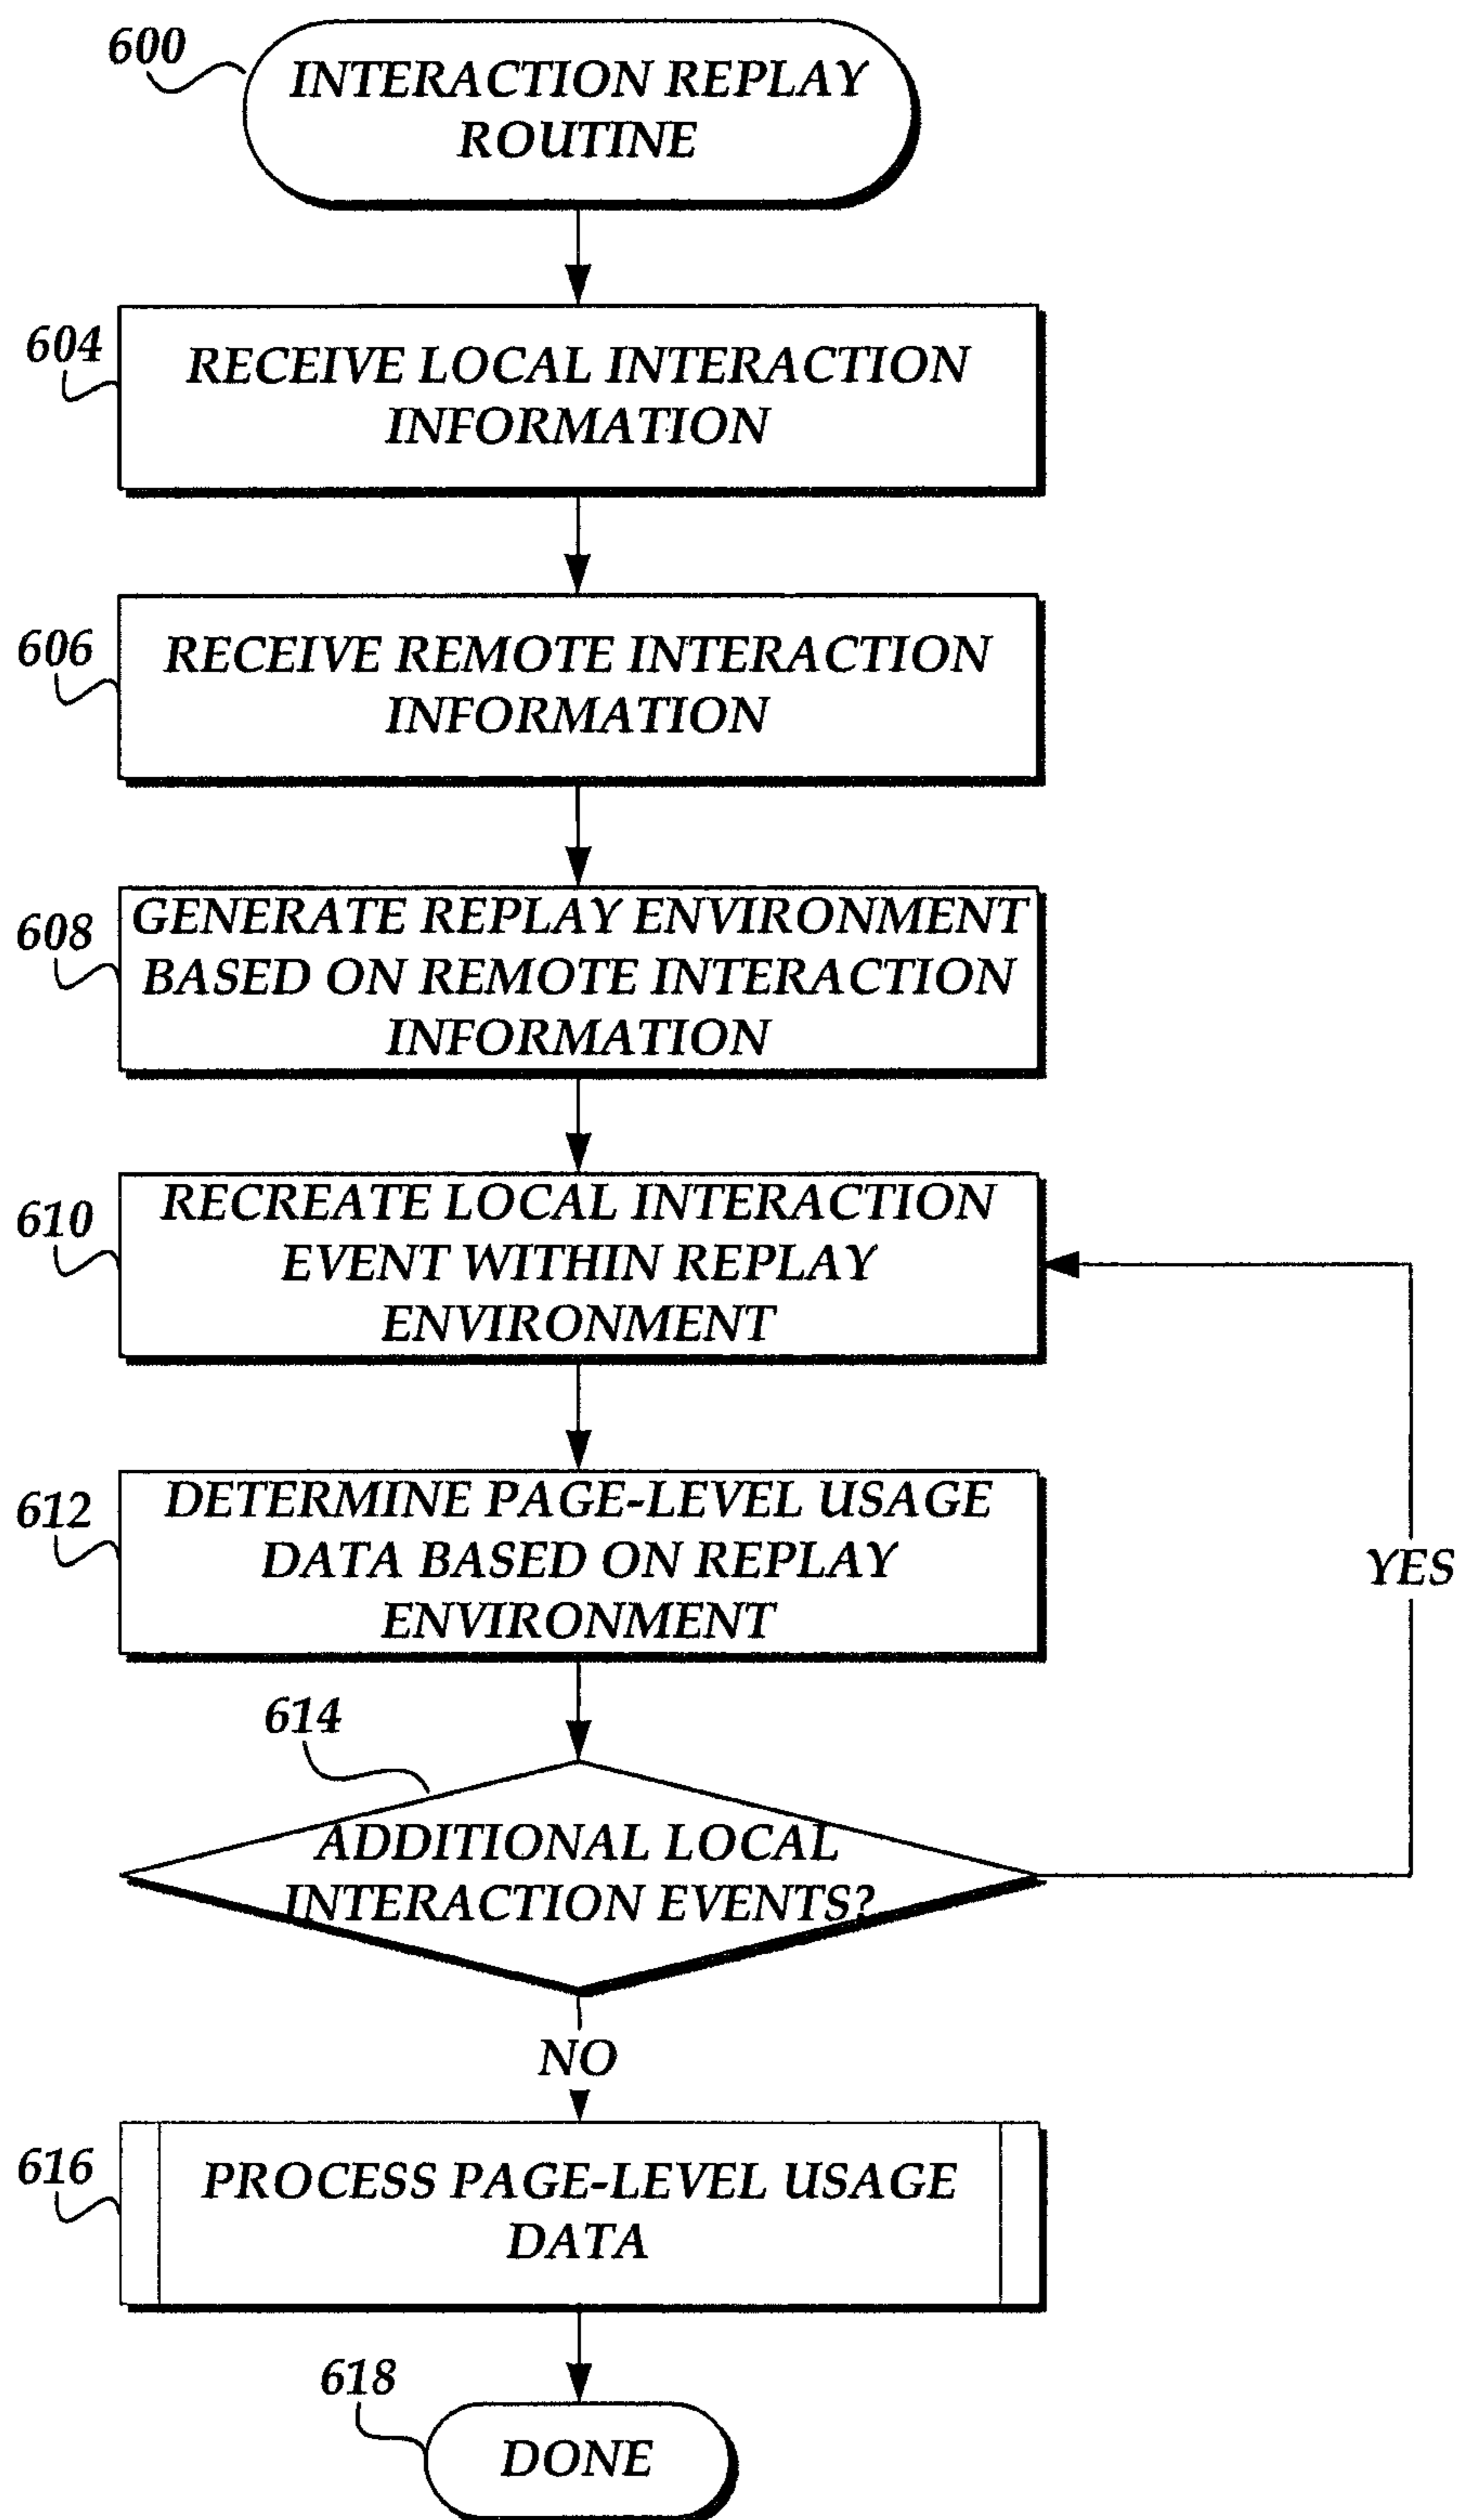 600
INTERACTION REPLAY
ROUTINE
604
RECEIVE LOCAL INTERACTION
INFORMATION
606
RECEIVE REMOTE INTERACTION
INFORMATION
608
GENERATE REPLAY ENVIRONMENT
BASED ON REMOTE INTERACTION
INFORMATION
610
RECREATE LOCAL INTERACTION
EVENT WITHIN REPLAY
ENVIRONMENT
612
DETERMINE PAGE-LEVEL USAGE
DATA BASED ON REPLAY
ENVIRONMENT
YES
614
ADDITIONAL LOCAL
INTERACTION EVENTS?
NO
616
PROCESS PAGE-LEVEL USAGE
DATA
618
DONE